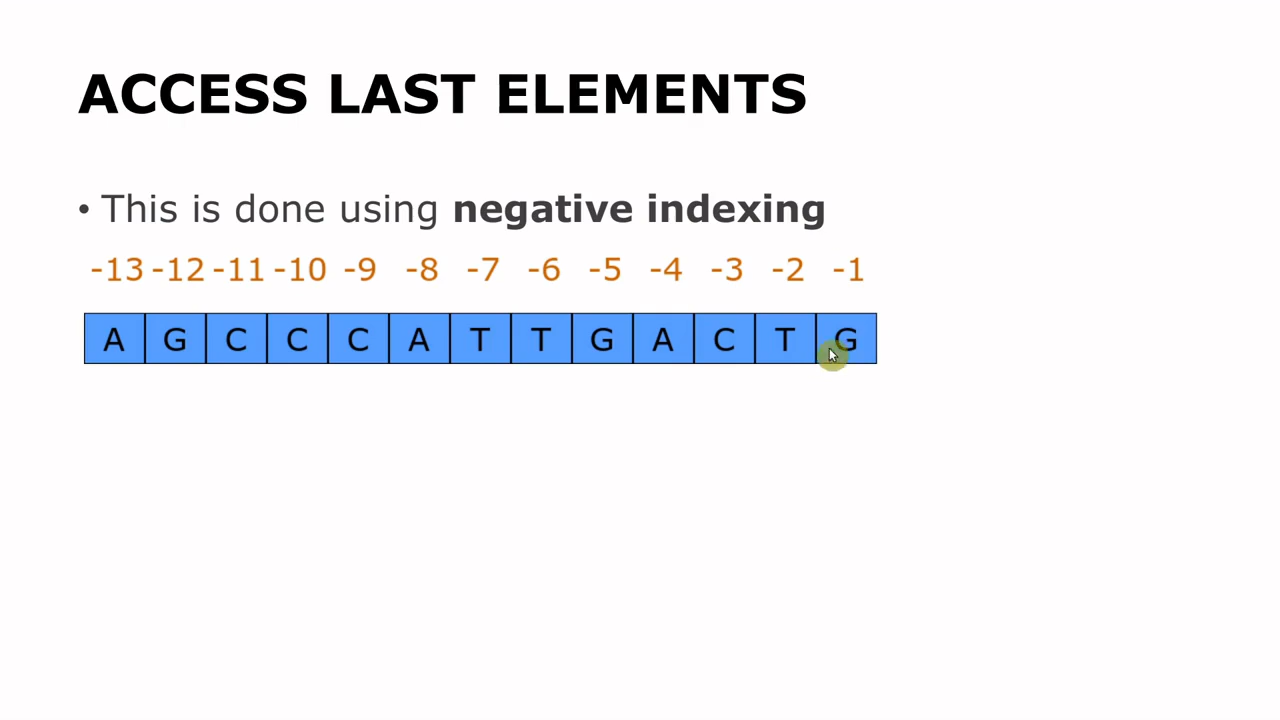 ACCESS LAST ELEMENTS
• This is done using negative indexing
-13 -12 -11 -10 -9 -8 -7 -6 -5 -4 -3 -2 -1
A G C C C A T T G A C T G